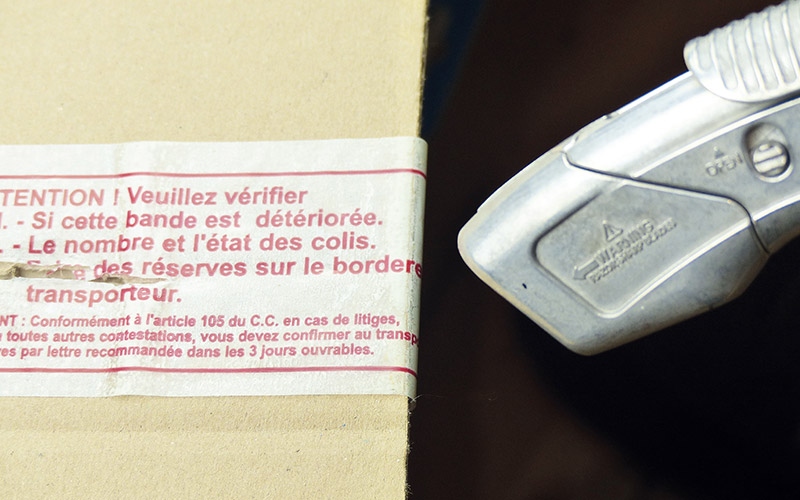 TENTION ! Veuillez vérifier
. - Si cette bande est détériorée.
. - Le nombre et l'état des colis.
des réserves sur le bordere
transporteur.
NT : Conformément à l'article 105 du C.C. en cas de litiges,
toutes autres contestations, vous devez confirmer au transp
es par lettre recommandée dans les 3 jours ouvrables.
OPEN
WARNING